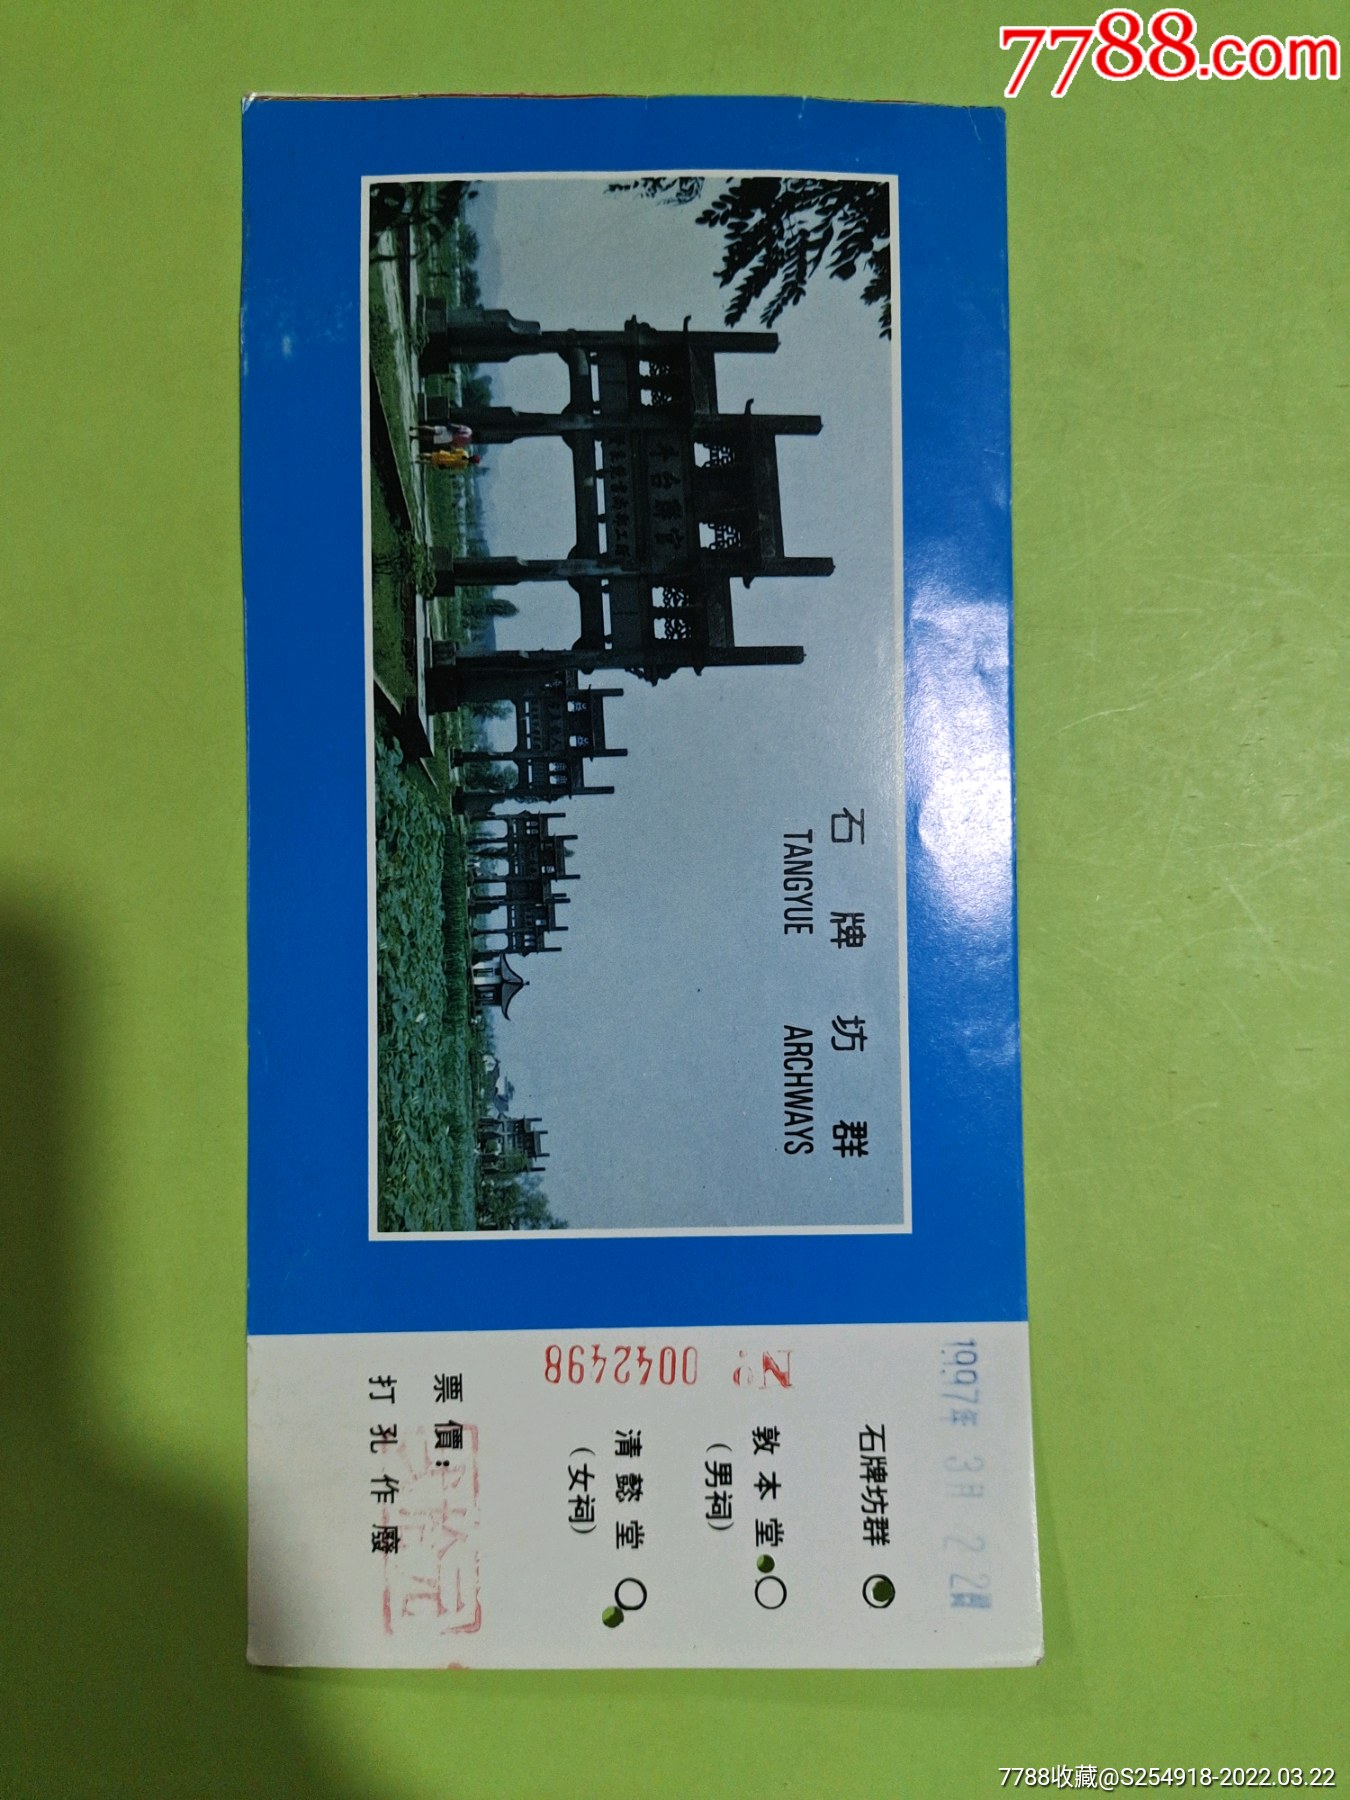 7788.com
石牌坊群
TANGYUE ARCHWAYS
1997年 3月 22日
石牌坊群
敦本堂
(男祠)
清懿堂
(女祠)
№ 0042498
票價:
打孔作廢
7788收藏@S254918-2022.03.22